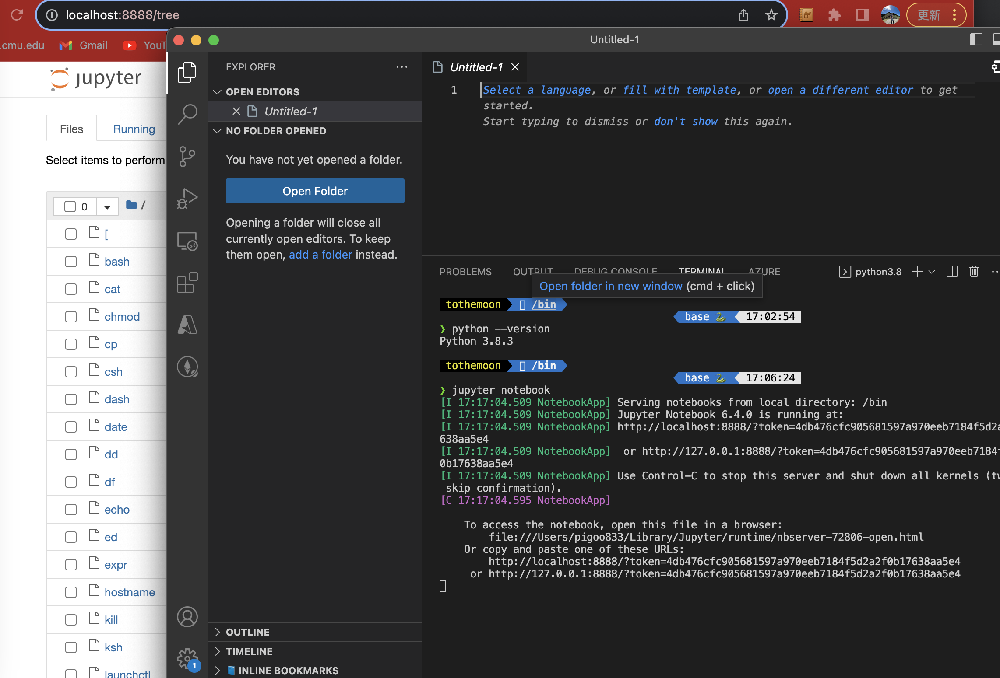 localhost:8888/tree
更新
.cmu.edu
Gmail
YouT
jupyter
Files
Running
Select items to perform
0
/
[
bash
cat
chmod
cp
csh
dash
date
dd
df
echo
ed
expr
hostname
kill
ksh
launchctl
Untitled-1
EXPLORER
OPEN EDITORS
Untitled-1
NO FOLDER OPENED
You have not yet opened a folder.
Open Folder
Opening a folder will close all
currently open editors. To keep
them open, add a folder instead.
OUTLINE
TIMELINE
INLINE BOOKMARKS
1
Untitled-1
1
Select a language, or fill with template, or open a different editor to get
started.
Start typing to dismiss or don't show this again.
PROBLEMS OUTPUT DEBUG CONSOLE TERMINAL AZURE
python3.8
Open folder in new window (cmd + click)
tothemoon /bin
base 17:02:54
❯ python --version
Python 3.8.3
tothemoon /bin
base 17:06:24
❯ jupyter notebook
[I 17:17:04.509 NotebookApp] Serving notebooks from local directory: /bin
[I 17:17:04.509 NotebookApp] Jupyter Notebook 6.4.0 is running at:
[I 17:17:04.509 NotebookApp] http://localhost:8888/?token=4db476cfc905681597a970eeb7184f5d2a
638aa5e4
[I 17:17:04.509 NotebookApp]  or http://127.0.0.1:8888/?token=4db476cfc905681597a970eeb7184f
0b17638aa5e4
[I 17:17:04.509 NotebookApp] Use Control-C to stop this server and shut down all kernels (tw
skip confirmation).
[C 17:17:04.595 NotebookApp]
To access the notebook, open this file in a browser:
file:///Users/pigoo833/Library/Jupyter/runtime/nbserver-72806-open.html
Or copy and paste one of these URLs:
http://localhost:8888/?token=4db476cfc905681597a970eeb7184f5d2a2f0b17638aa5e4
or http://127.0.0.1:8888/?token=4db476cfc905681597a970eeb7184f5d2a2f0b17638aa5e4